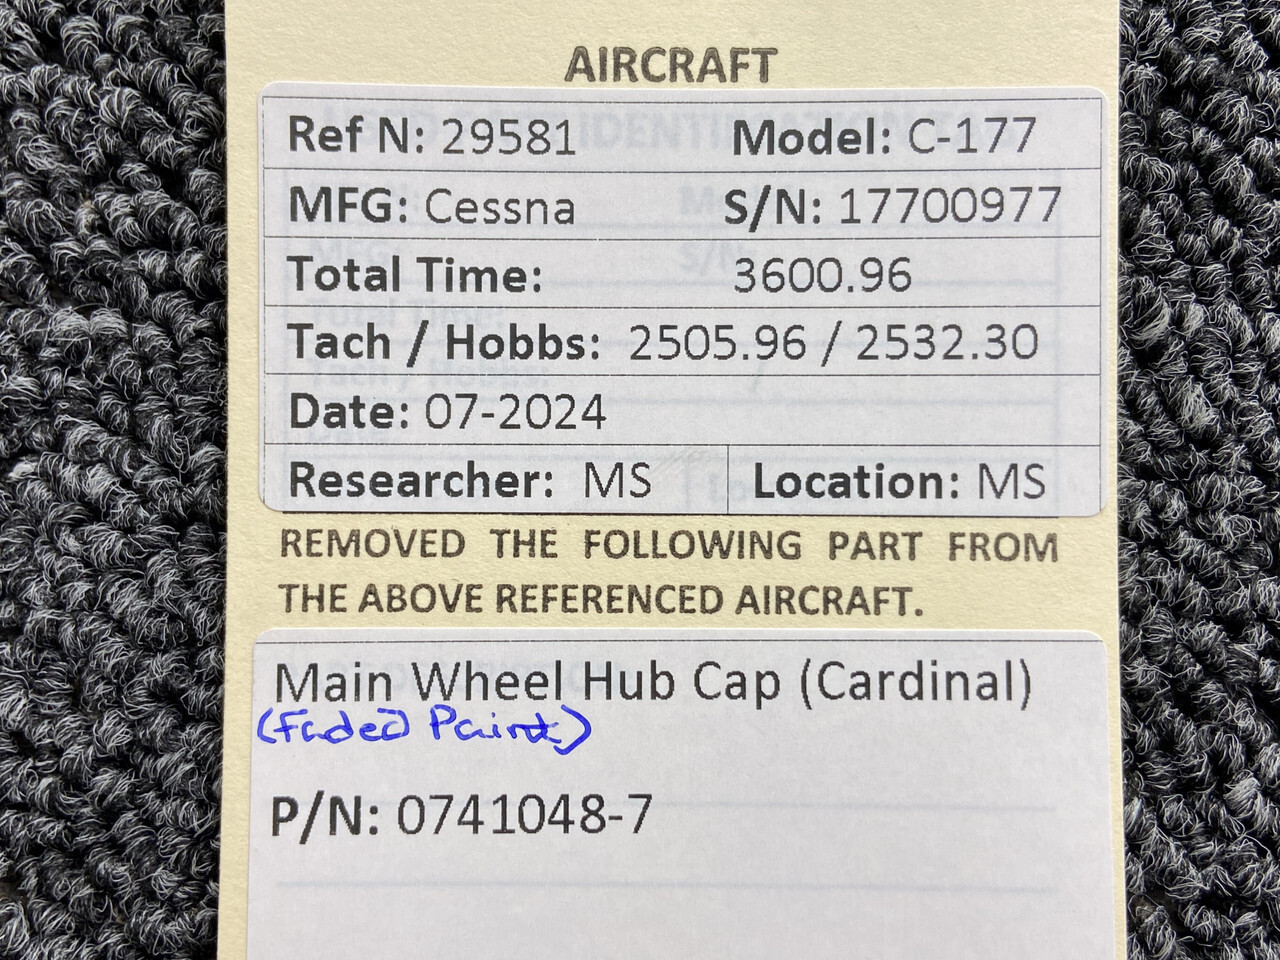 AIRCRAFT
Ref N: 29581 Model: C-177
MFG: Cessna S/N: 17700977
Total Time: 3600.96
Tach / Hobbs: 2505.96 / 2532.30
Date: 07-2024
Researcher: MS Location: MS
REMOVED THE FOLLOWING PART FROM
THE ABOVE REFERENCED AIRCRAFT.
Main Wheel Hub Cap (Cardinal)
(Faded Paint)
P/N: 0741048-7